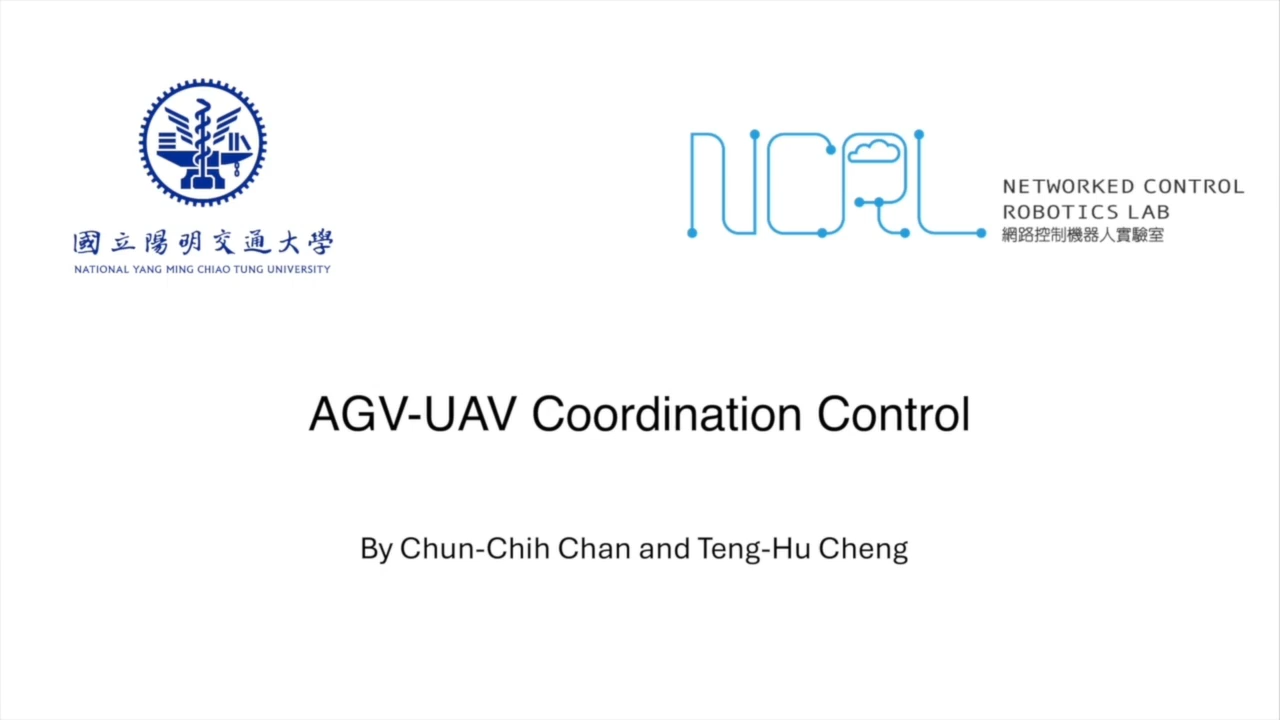 國立陽明交通大學
NATIONAL YANG MING CHIAO TUNG UNIVERSITY
NCRL
NETWORKED CONTROL
ROBOTICS LAB
網路控制機器人實驗室
AGV-UAV Coordination Control
By Chun-Chih Chan and Teng-Hu Cheng